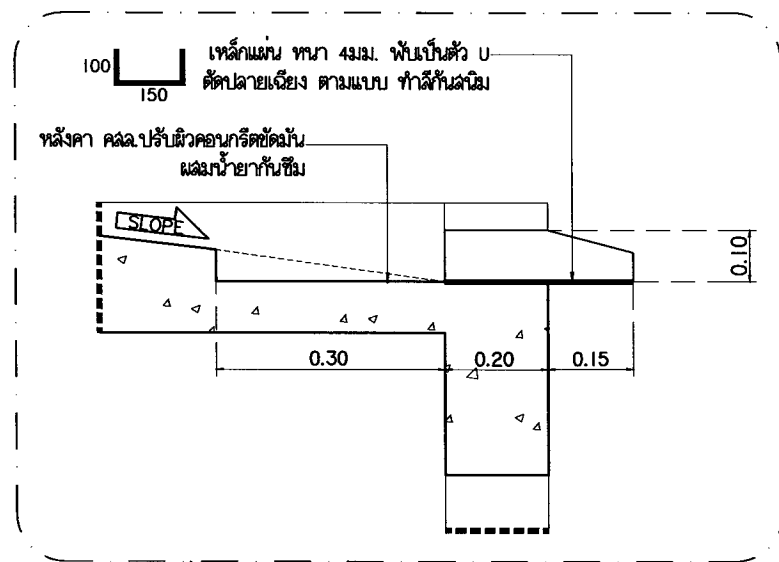 เหล็กแผ่น หนา 4มม. พับเป็นตัว U
100
ตัดปลายเฉียง ตามแบบ ทำสีกันสนิม
150
หลังคา คสล.ปรับผิวคอนกรีตขัดมัน
ผสมน้ำยากันซึม
SLOPE
0.10
0.30
0.20
0.15